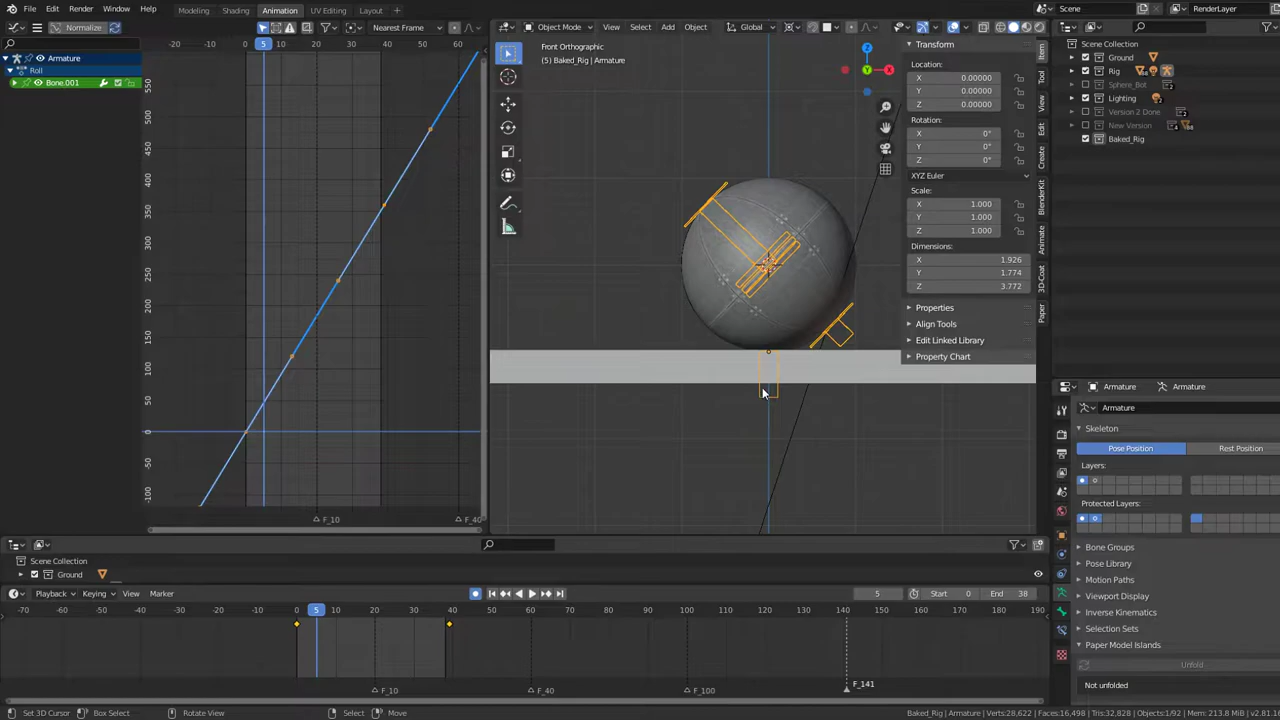 File Edit Render Window Help
Modeling Shading Animation UV Editing Layout
Scene RenderLayer
Normalize Nearest Frame
Object Mode View Select Add Object Global
-20 -10 0 5 10 20 30 40 50 60
Armature
Roll
Bone.001
550
500
450
400
350
300
250
200
150
100
50
0
-50
-100
F_10 F_40
Front Orthographic
(5) Baked_Rig | Armature
Z
Y X
Transform
Location:
X 0.00000
Y 0.00000
Z 0.00000
Rotation:
X 0°
Y 0°
Z 0°
XYZ Euler
Scale:
X 1.000
Y 1.000
Z 1.000
Dimensions:
X 1.926
Y 1.774
Z 3.772
Properties
Align Tools
Edit Linked Library
Property Chart
Item
Tool
View
Edit
Create
BlenderKit
Animate
3D-Coat
Paper
Scene Collection
Ground
Rig
Sphere_Bot
Lighting
Version 2 Done
New Version
Baked_Rig
Armature Armature
Armature
Skeleton
Pose Position Rest Position
Layers:
Protected Layers:
Bone Groups
Pose Library
Motion Paths
Viewport Display
Inverse Kinematics
Selection Sets
Paper Model Islands
Unfold
Not unfolded
Scene Collection
Ground
Playback Keying View Marker
5 Start 0 End 38
-70 -60 -50 -40 -30 -20 -10 0 5 10 20 30 40 50 60 70 80 90 100 110 120 130 140 150 160 170 180 190
F_10 F_40 F_100 F_141
Set 3D Cursor Box Select Rotate View Select Move
Baked_Rig | Armature | Verts:28,622 | Faces:16,498 | Tris:32,828 | Objects:1/92 | Mem: 213.8 MiB | v2.81.16